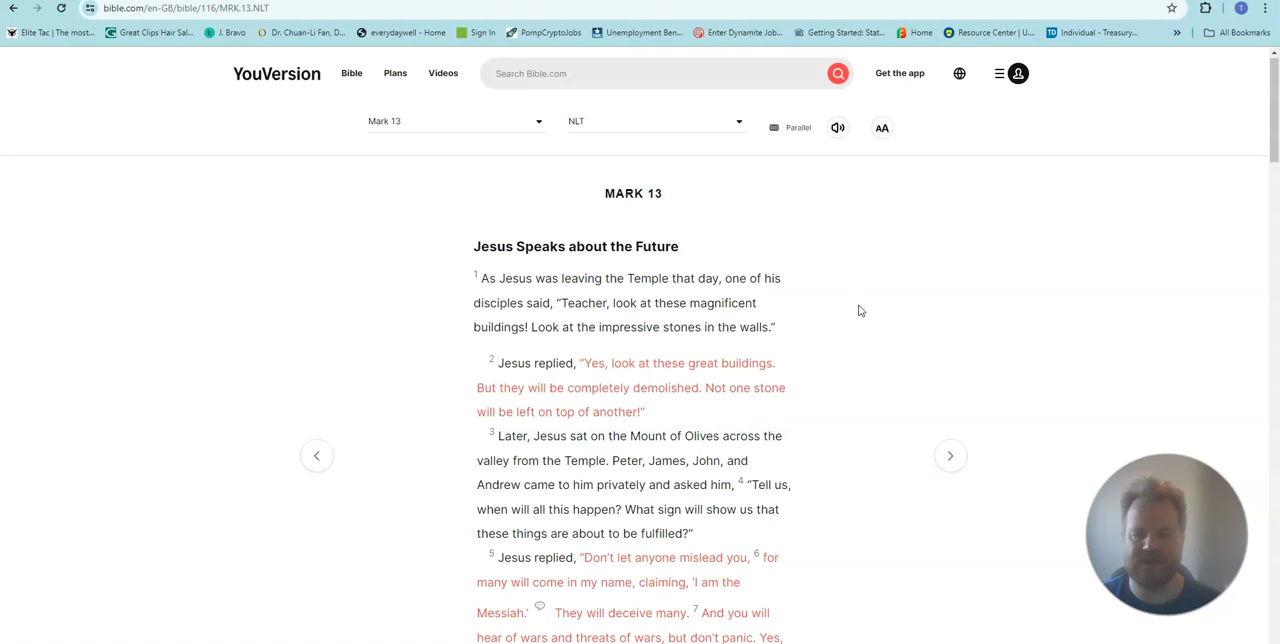 bible.com/en-GB/bible/116/MRK.13.NLT
T
Elite Tac | The most... Great Clips Hair Sal... J. Bravo Dr. Chuan-Li Fan, D... everydaywell - Home Sign In PompCryptoJobs Unemployment Ben... Enter Dynamite Job... Getting Started: Stat... Home Resource Center | U.... TD Individual - Treasury... » All Bookmarks
YouVersion Bible Plans Videos Search Bible.com Get the app
Mark 13 NLT Parallel AA
MARK 13
Jesus Speaks about the Future
1 As Jesus was leaving the Temple that day, one of his
disciples said, “Teacher, look at these magnificent
buildings! Look at the impressive stones in the walls.”
2 Jesus replied, “Yes, look at these great buildings.
But they will be completely demolished. Not one stone
will be left on top of another!”
3 Later, Jesus sat on the Mount of Olives across the
valley from the Temple. Peter, James, John, and
Andrew came to him privately and asked him, 4 “Tell us,
when will all this happen? What sign will show us that
these things are about to be fulfilled?”
5 Jesus replied, “Don’t let anyone mislead you, 6 for
many will come in my name, claiming, ‘I am the
Messiah.’ They will deceive many. 7 And you will
hear of wars and threats of wars, but don’t panic. Yes,